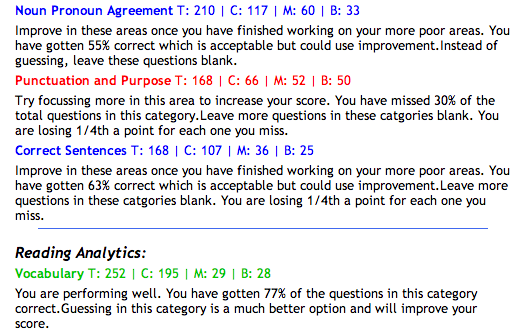 Noun Pronoun Agreement T: 210 | C: 117 | M: 60 | B: 33
Improve in these areas once you have finished working on your more poor areas. You
have gotten 55% correct which is acceptable but could use improvement.Instead of
guessing, leave these questions blank.
Punctuation and Purpose T: 168 | C: 66 | M: 52 | B: 50
Try focussing more in this area to increase your score. You have missed 30% of the
total questions in this category.Leave more questions in these catgories blank. You
are losing 1/4th a point for each one you miss.
Correct Sentences T: 168 | C: 107 | M: 36 | B: 25
Improve in these areas once you have finished working on your more poor areas. You
have gotten 63% correct which is acceptable but could use improvement.Leave more
questions in these catgories blank. You are losing 1/4th a point for each one you
miss.
Reading Analytics:
Vocabulary T: 252 | C: 195 | M: 29 | B: 28
You are performing well. You have gotten 77% of the questions in this category
correct.Guessing in this category is a much better option and will improve your
score.